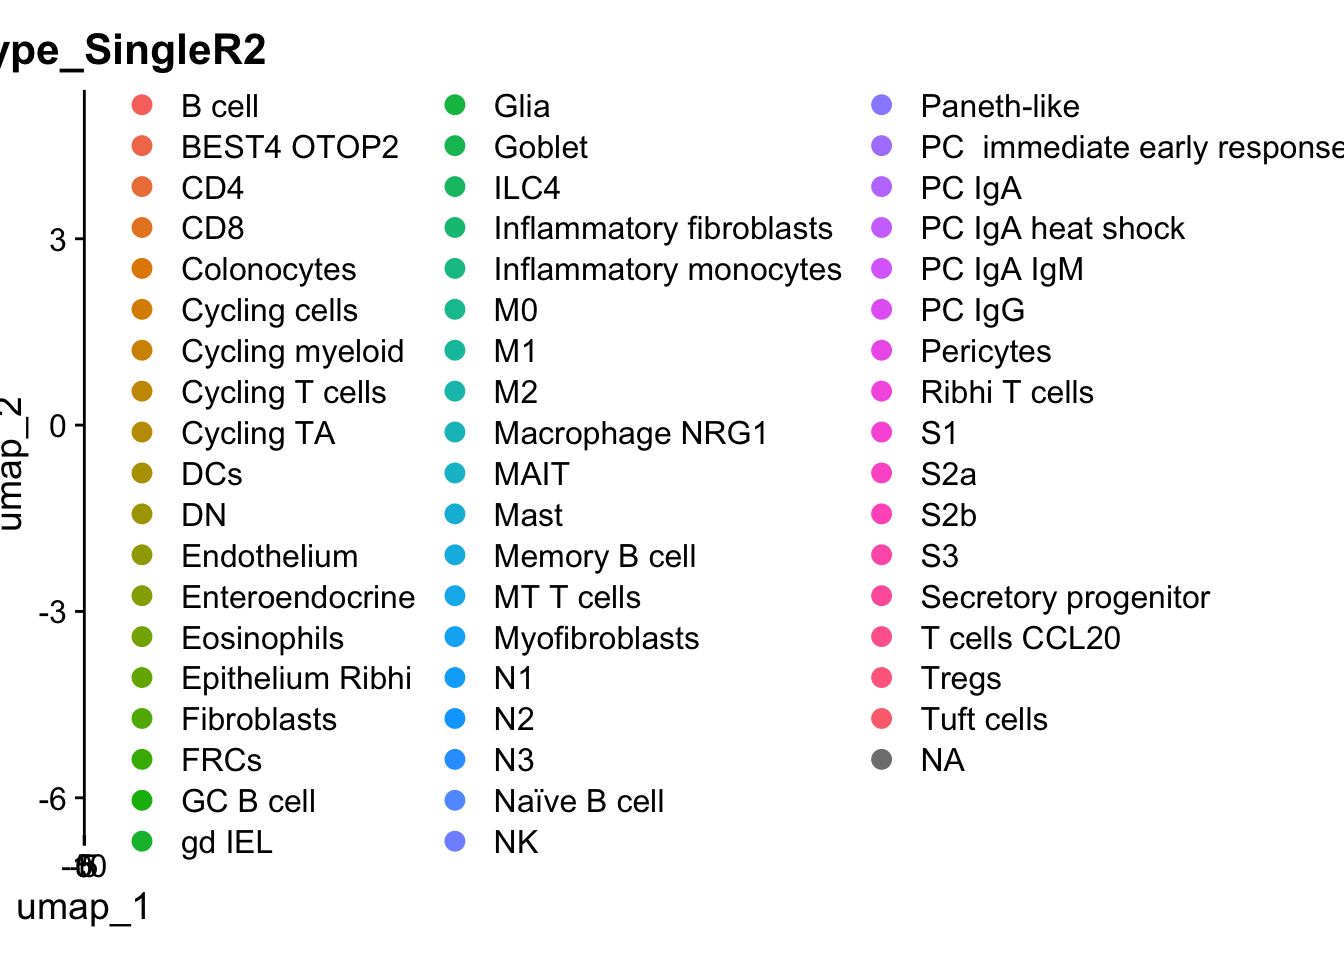 ype_SingleR2
B cell
BEST4 OTOP2
CD4
CD8
Colonocytes
Cycling cells
Cycling myeloid
Cycling T cells
Cycling TA
DCs
DN
Endothelium
Enteroendocrine
Eosinophils
Epithelium Ribhi
Fibroblasts
FRCs
GC B cell
gd IEL
Glia
Goblet
ILC4
Inflammatory fibroblasts
Inflammatory monocytes
M0
M1
M2
Macrophage NRG1
MAIT
Mast
Memory B cell
MT T cells
Myofibroblasts
N1
N2
N3
Naïve B cell
NK
Paneth-like
PC  immediate early response
PC IgA
PC IgA heat shock
PC IgA IgM
PC IgG
Pericytes
Ribhi T cells
S1
S2a
S2b
S3
Secretory progenitor
T cells CCL20
Tregs
Tuft cells
NA
3
0
-3
-6
umap_2
umap_1